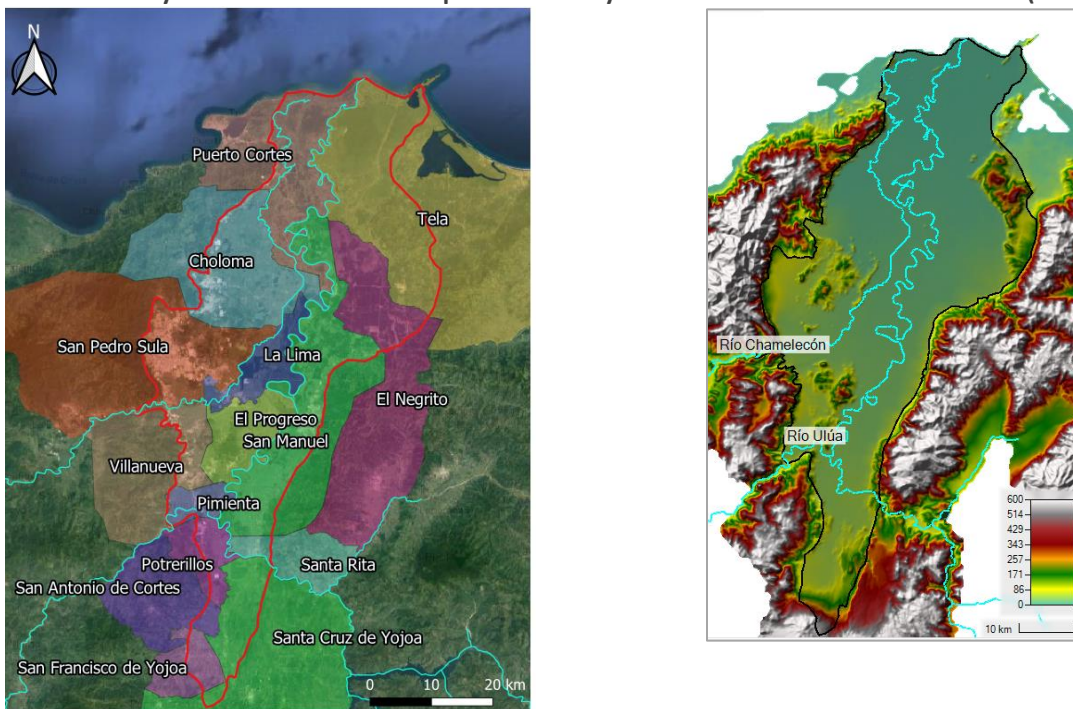 N
Puerto Cortes
Tela
Choloma
San Pedro Sula
La Lima
El Negrito
El Progreso
San Manuel
Villanueva
Pimienta
Potrerillos
Santa Rita
San Antonio de Cortes
Santa Cruz de Yojoa
San Francisco de Yojoa
0 10 20 km
Río Chamelecón
Río Ulúa
600
514
429
343
257
171
86
0
10 km